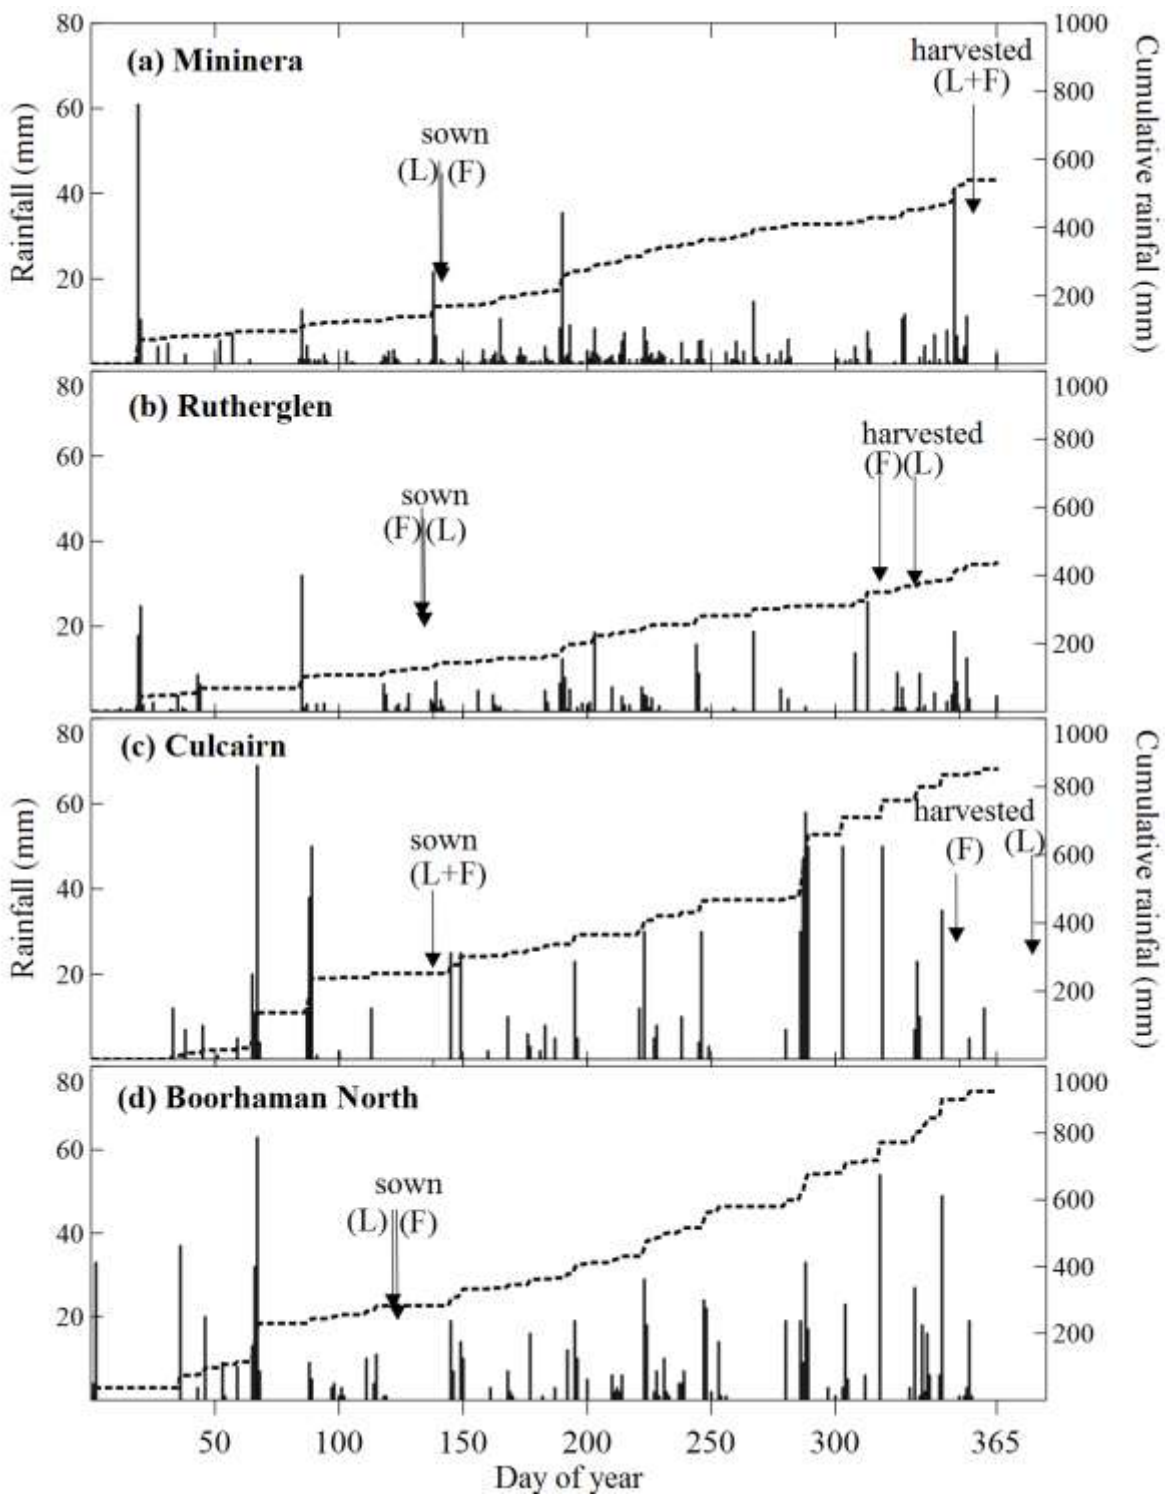 80
1000
(a) Mininera
harvested
(L+F)
800
60
sown
(L) (F)
600
40
400
20
200
Rainfall (mm)
Cumulative rainfal (mm)
80
1000
(b) Rutherglen
harvested
(F)(L)
800
60
sown
(F) (L)
600
40
400
20
200
80
1000
(c) Culcairn
800
60
harvested
sown
(F) (L)
(L+F)
600
40
400
20
200
Rainfall (mm)
Cumulative rainfal (mm)
80
1000
(d) Boorhaman North
800
60
sown
(L) (F)
600
40
400
20
200
50 100 150 200 250 300 365
Day of year